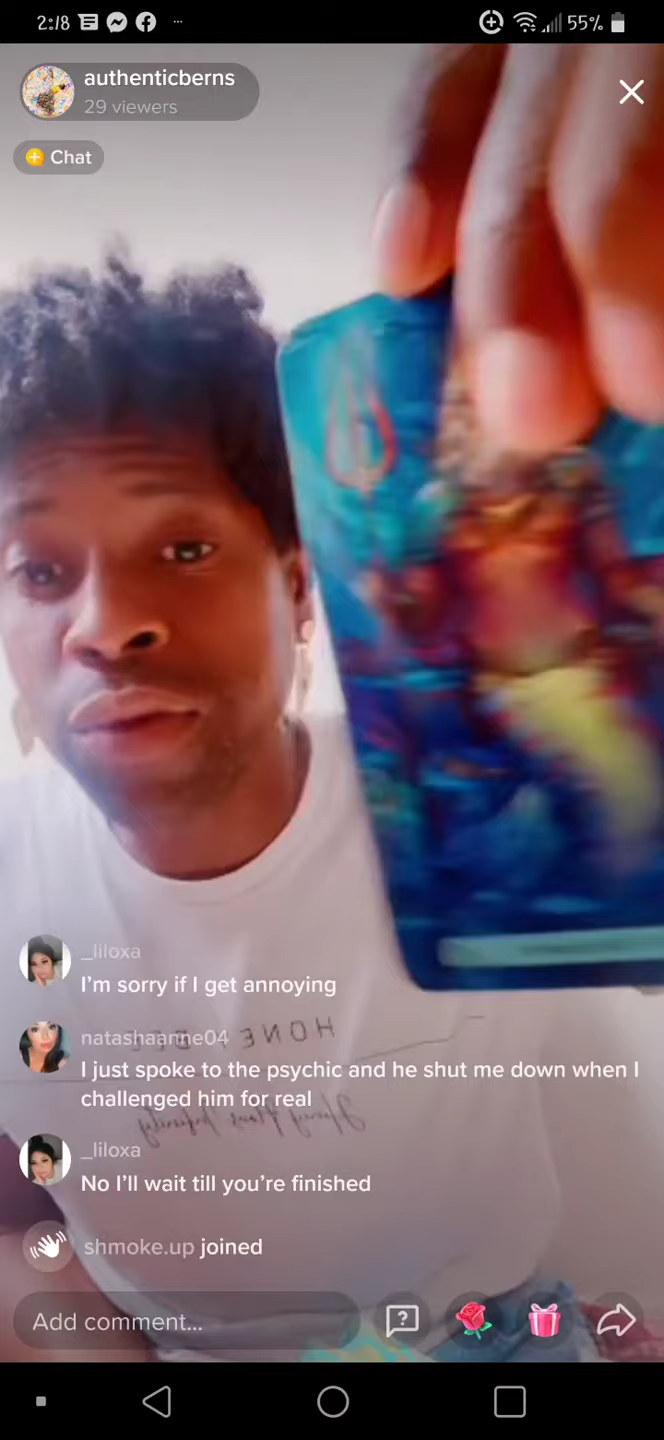 2:18
55%
authenticberns
29 viewers
Chat
_liloxa
I'm sorry if I get annoying
natashaanne04
I just spoke to the psychic and he shut me down when I
challenged him for real
_liloxa
No I'll wait till you're finished
shmoke.up joined
Add comment...